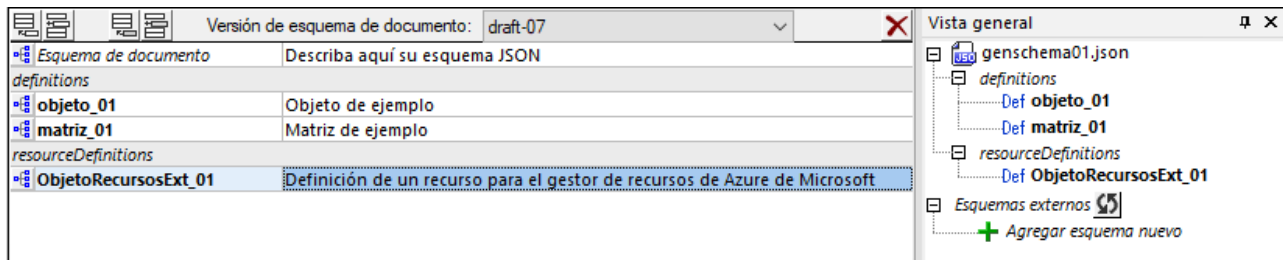 Versión de esquema de documento: draft-07
Esquema de documento Describa aquí su esquema JSON
definitions
objeto_01 Objeto de ejemplo
matriz_01 Matriz de ejemplo
resourceDefinitions
ObjetoRecursosExt_01 Definición de un recurso para el gestor de recursos de Azure de Microsoft
Vista general
genschema01.json
definitions
Def objeto_01
Def matriz_01
resourceDefinitions
Def ObjetoRecursosExt_01
Esquemas externos
Agregar esquema nuevo